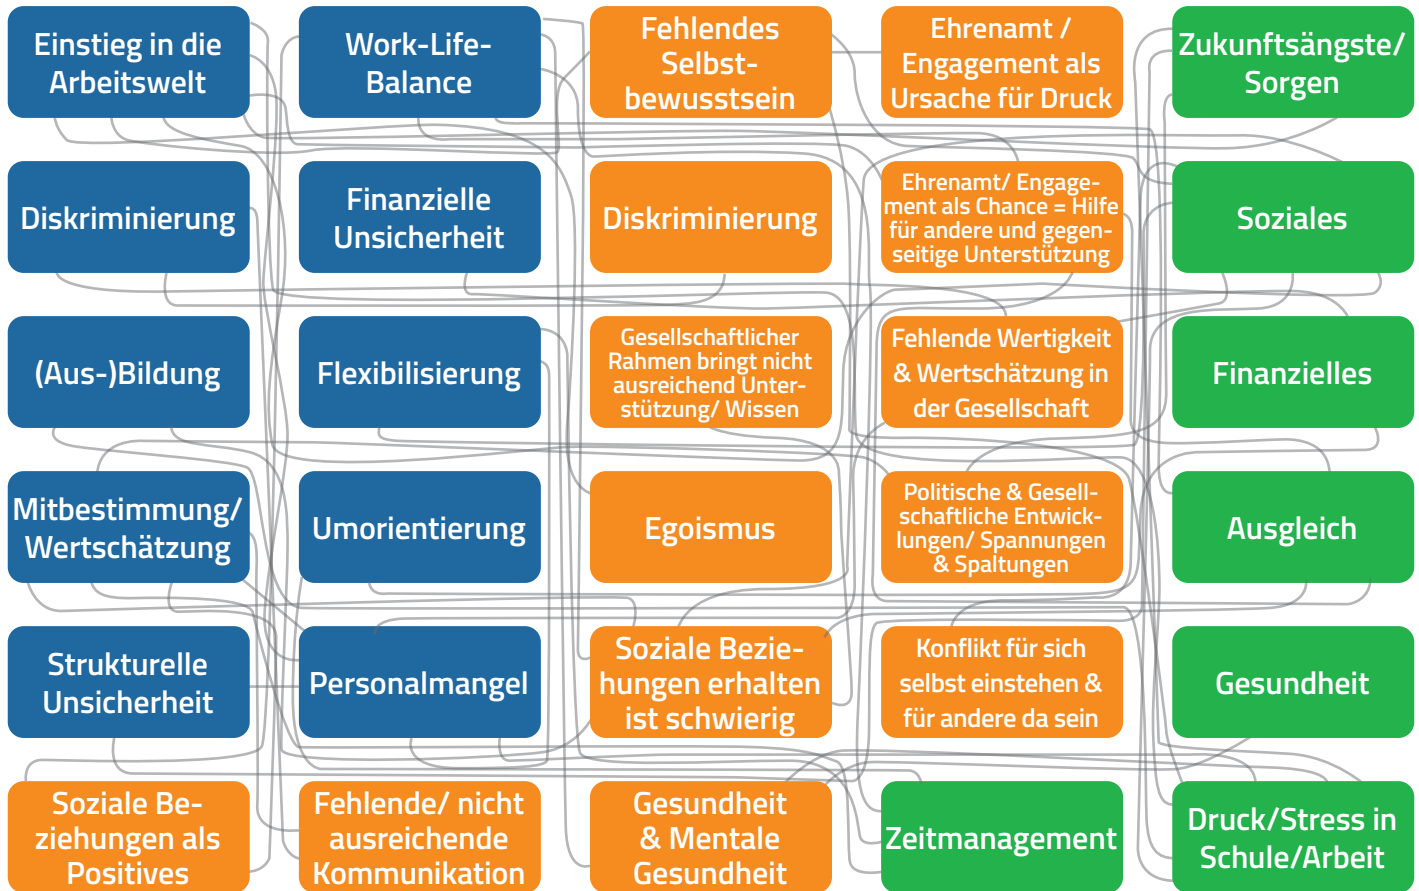 Einstieg in die
Arbeitswelt
Work-Life-
Balance
Fehlendes
Selbst-
bewusstsein
Ehrenamt /
Engagement als
Ursache für Druck
Zukunftsängste/
Sorgen
Diskriminierung
Finanzielle
Unsicherheit
Diskriminierung
Ehrenamt/ Engage-
ment als Chance = Hilfe
für andere und gegen-
seitige Unterstützung
Soziales
(Aus-)Bildung
Flexibilisierung
Gesellschaftlicher
Rahmen bringt nicht
ausreichend Unter-
stützung/ Wissen
Fehlende Wertigkeit
& Wertschätzung in
der Gesellschaft
Finanzielles
Mitbestimmung/
Wertschätzung
Umorientierung
Egoismus
Politische & Gesell-
schaftliche Entwick-
lungen/ Spannungen
& Spaltungen
Ausgleich
Strukturelle
Unsicherheit
Personalmangel
Soziale Bezie-
hungen erhalten
ist schwierig
Konflikt für sich
selbst einstehen &
für andere da sein
Gesundheit
Soziale Be-
ziehungen als
Positives
Fehlende/ nicht
ausreichende
Kommunikation
Gesundheit
& Mentale
Gesundheit
Zeitmanagement
Druck/Stress in
Schule/Arbeit